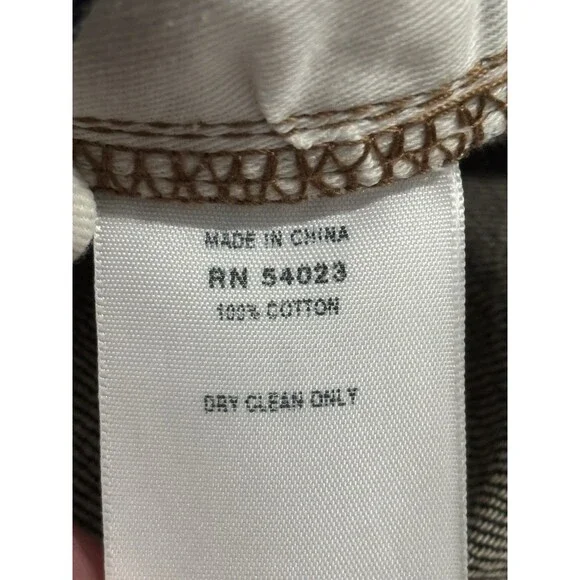 MADE IN CHINA
RN 54023
100% COTTON
DRY CLEAN ONLY